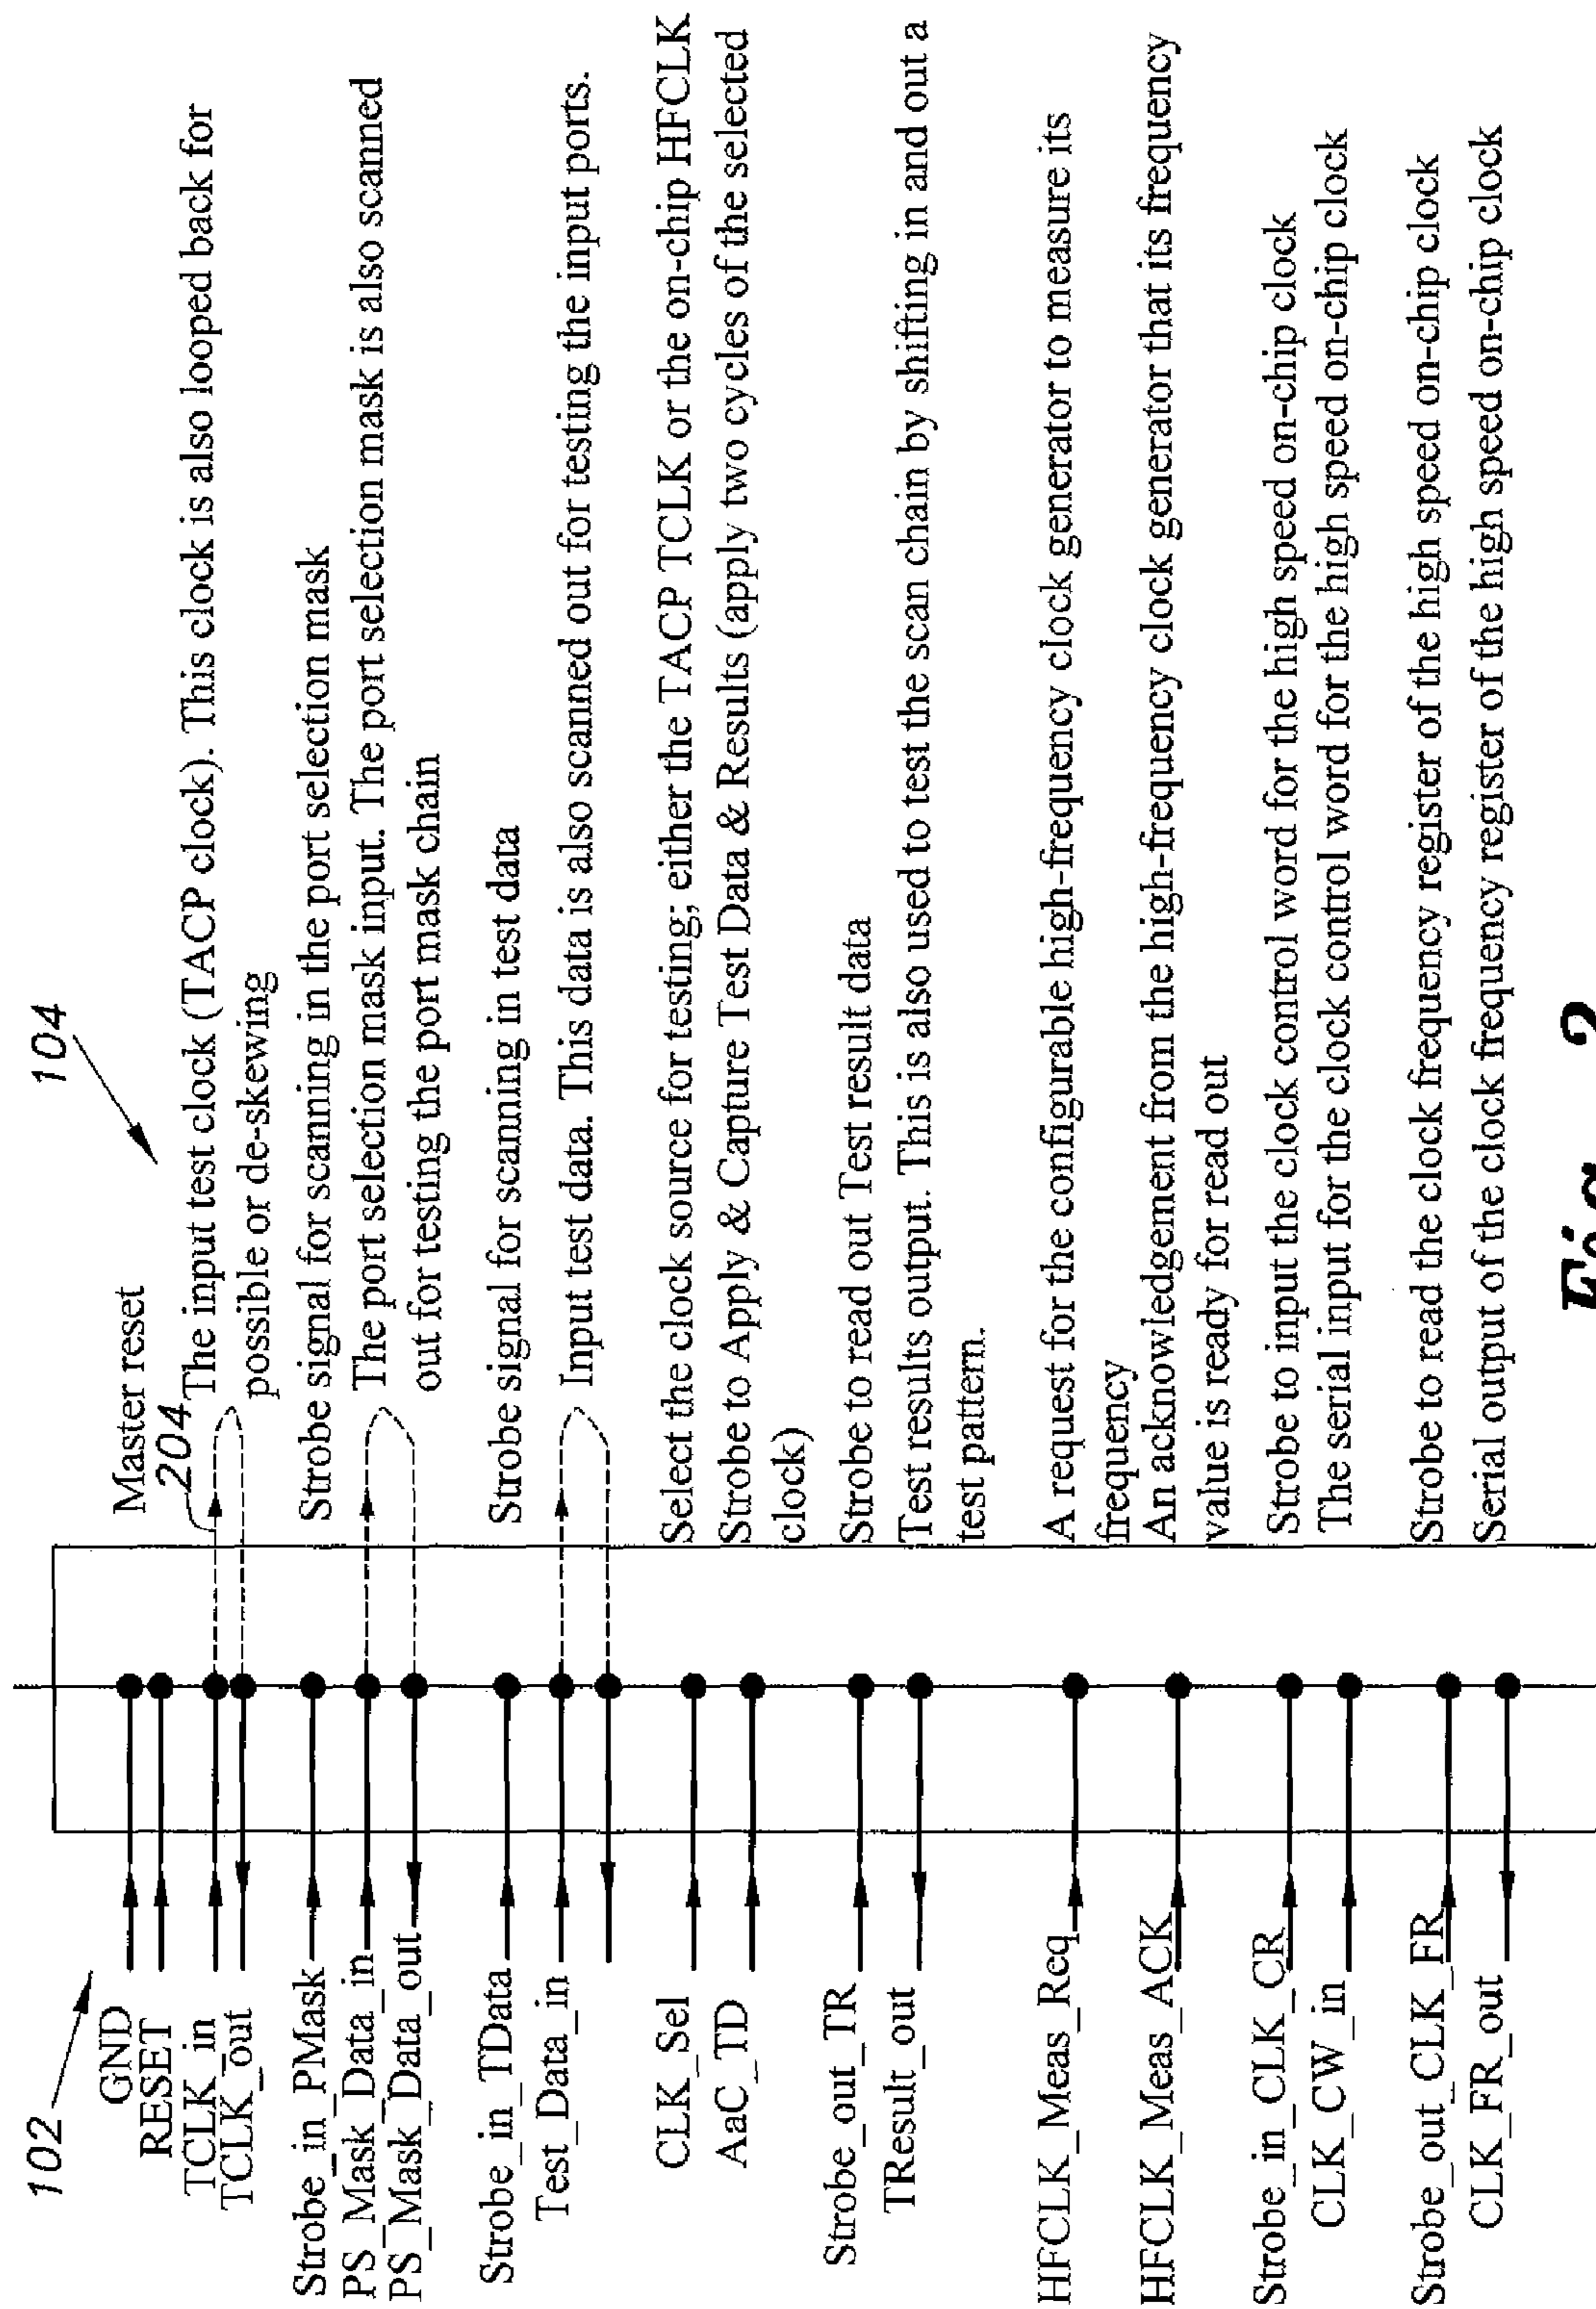 102
104
GND
RESET
Master reset
204
TCLK_in
The input test clock (TACP clock). This clock is also looped back for
TCLK_out
possible or de-skewing
Strobe_in_PMask
Strobe signal for scanning in the port selection mask
PS_Mask_Data_in
The port selection mask input. The port selection mask is also scanned
PS_Mask_Data_out
out for testing the port mask chain
Strobe_in_TData
Strobe signal for scanning in test data
Test_Data_in
Input test data. This data is also scanned out for testing the input ports.
CLK_Sel
Select the clock source for testing; either the TACP TCLK or the on-chip HFCLK
AaC_TD
Strobe to Apply & Capture Test Data & Results (apply two cycles of the selected
clock)
Strobe_out_TR
Strobe to read out Test result data
TResult_out
Test results output. This is also used to test the scan chain by shifting in and out a
test pattern.
HFCLK_Meas_Req
A request for the configurable high-frequency clock generator to measure its
frequency
HFCLK_Meas_ACK
An acknowledgement from the high-frequency clock generator that its frequency
value is ready for read out
Strobe_in_CLK_CR
Strobe to input the clock control word for the high speed on-chip clock
CLK_CW_in
The serial input for the clock control word for the high speed on-chip clock
Strobe_out_CLK_FR
Strobe to read the clock frequency register of the high speed on-chip clock
CLK_FR_out
Serial output of the clock frequency register of the high speed on-chip clock
Fig. 2